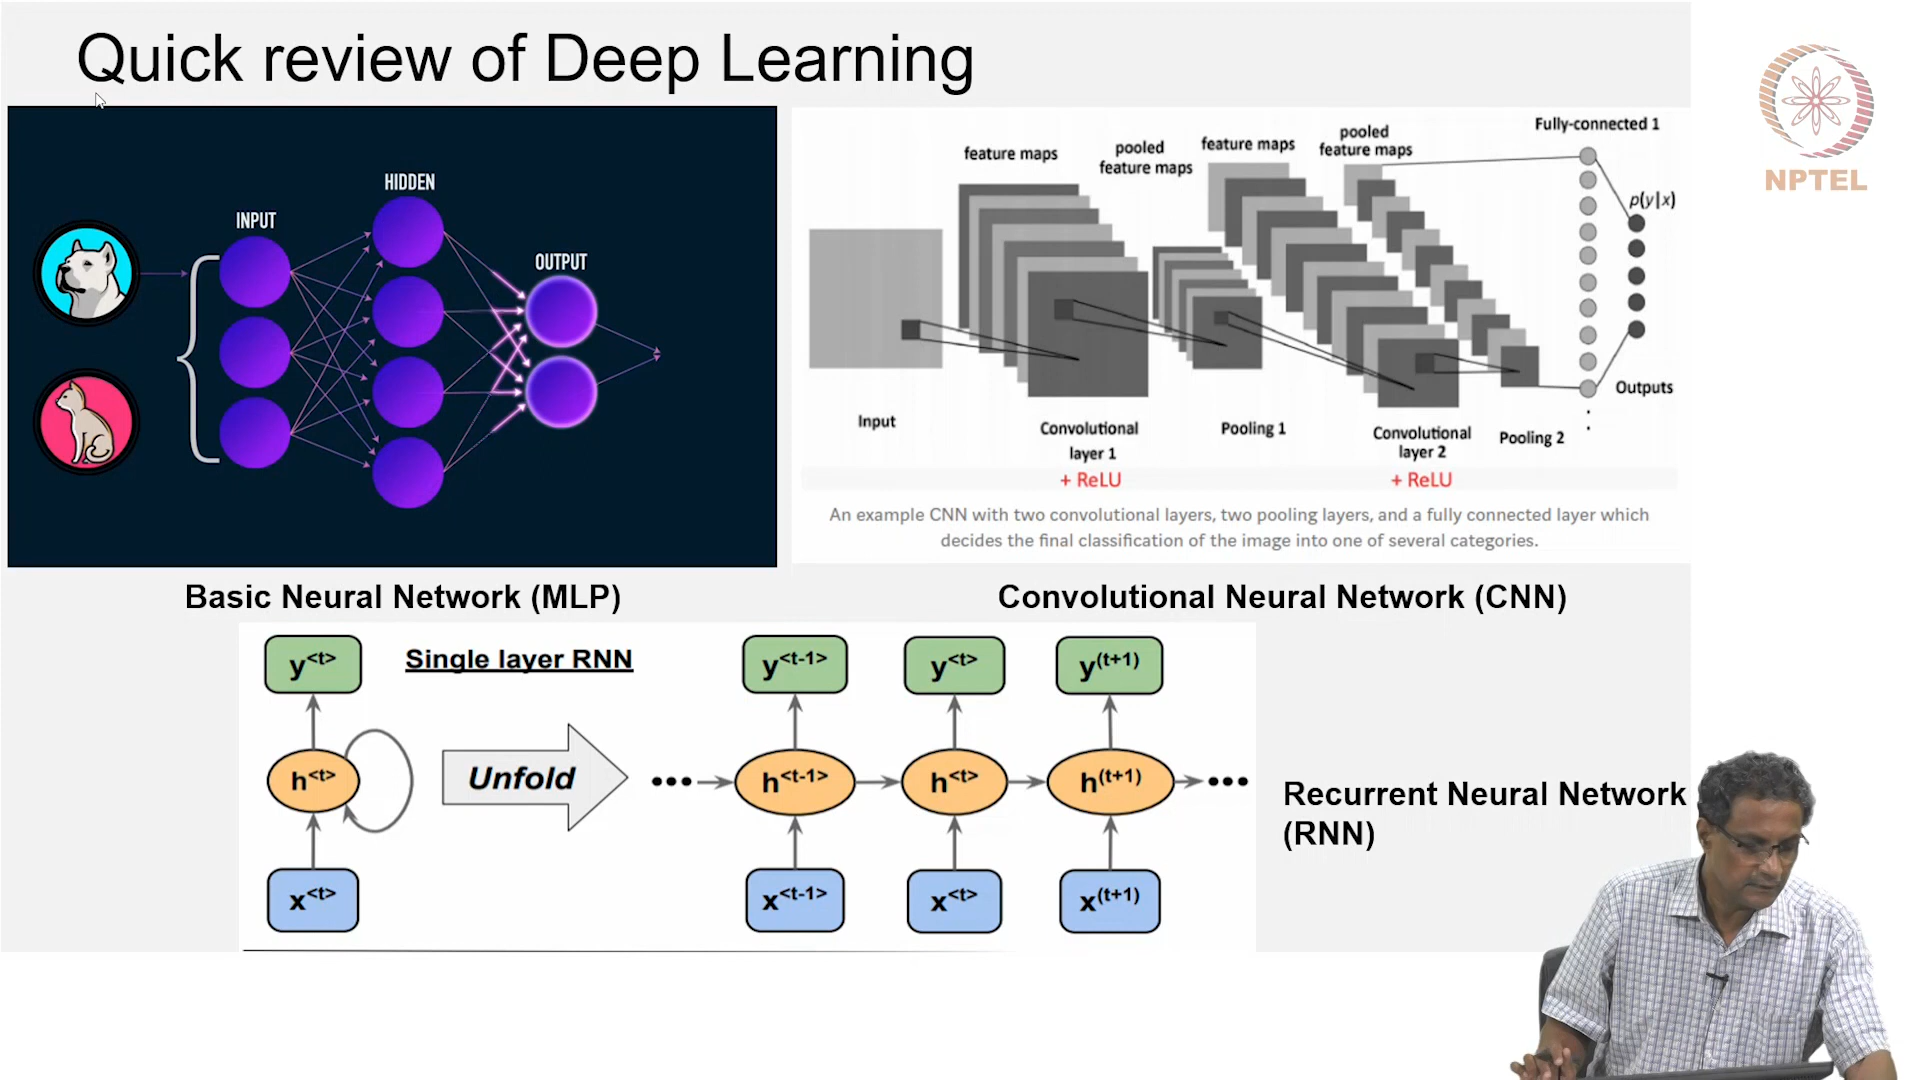 Quick review of Deep Learning
NPTEL
INPUT
HIDDEN
OUTPUT
feature maps
pooled
feature maps
feature maps
pooled
feature maps
Fully-connected 1
p(y|x)
Outputs
Input
Convolutional
layer 1
+ ReLU
Pooling 1
Convolutional
layer 2
+ ReLU
Pooling 2
An example CNN with two convolutional layers, two pooling layers, and a fully connected layer which
decides the final classification of the image into one of several categories.
Basic Neural Network (MLP)
Convolutional Neural Network (CNN)
Single layer RNN
y<t>
h<t>
x<t>
Unfold
y<t-1>
y<t>
y(t+1)
h<t-1>
h<t>
h(t+1)
x<t-1>
x<t>
x(t+1)
Recurrent Neural Network
(RNN)